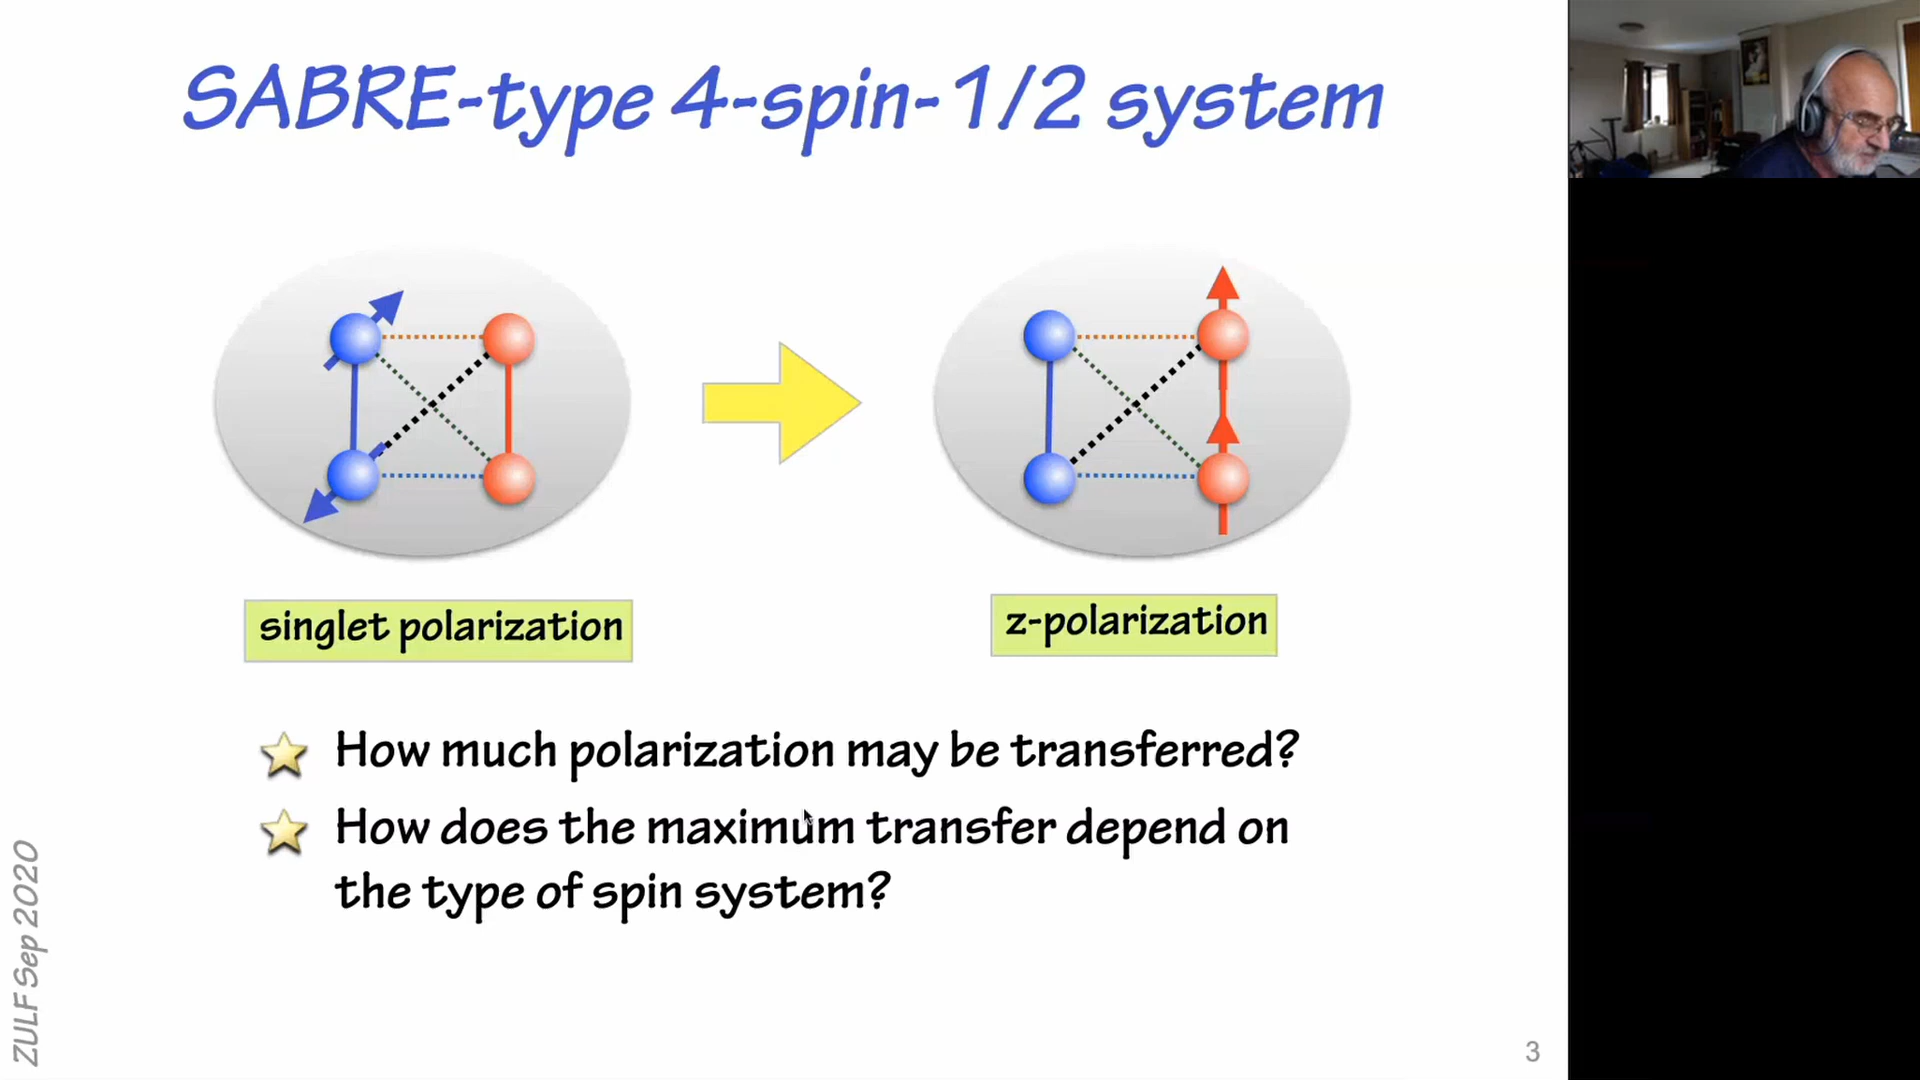 SABRE-type 4-spin-1/2 system
singlet polarization
z-polarization
How much polarization may be transferred?
How does the maximum transfer depend on
the type of spin system?
ZULF Sep 2020
3